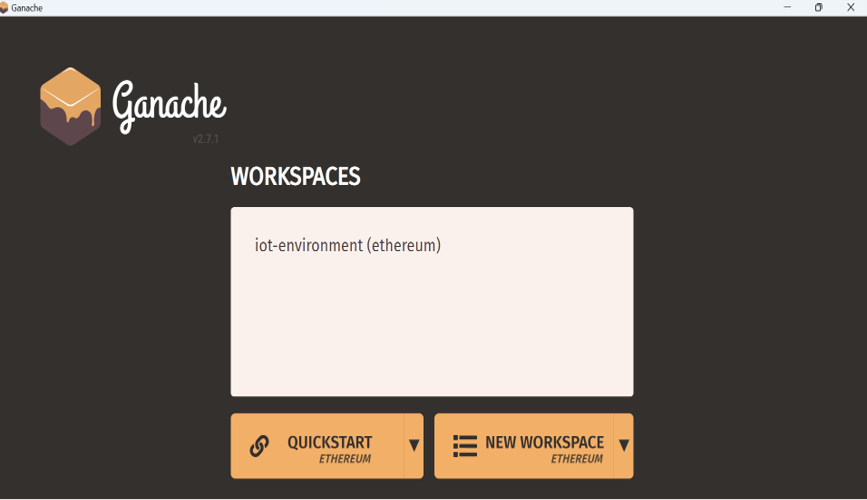 Ganache
Ganache
v2.7.1
WORKSPACES
iot-environment (ethereum)
QUICKSTART
ETHEREUM
NEW WORKSPACE
ETHEREUM